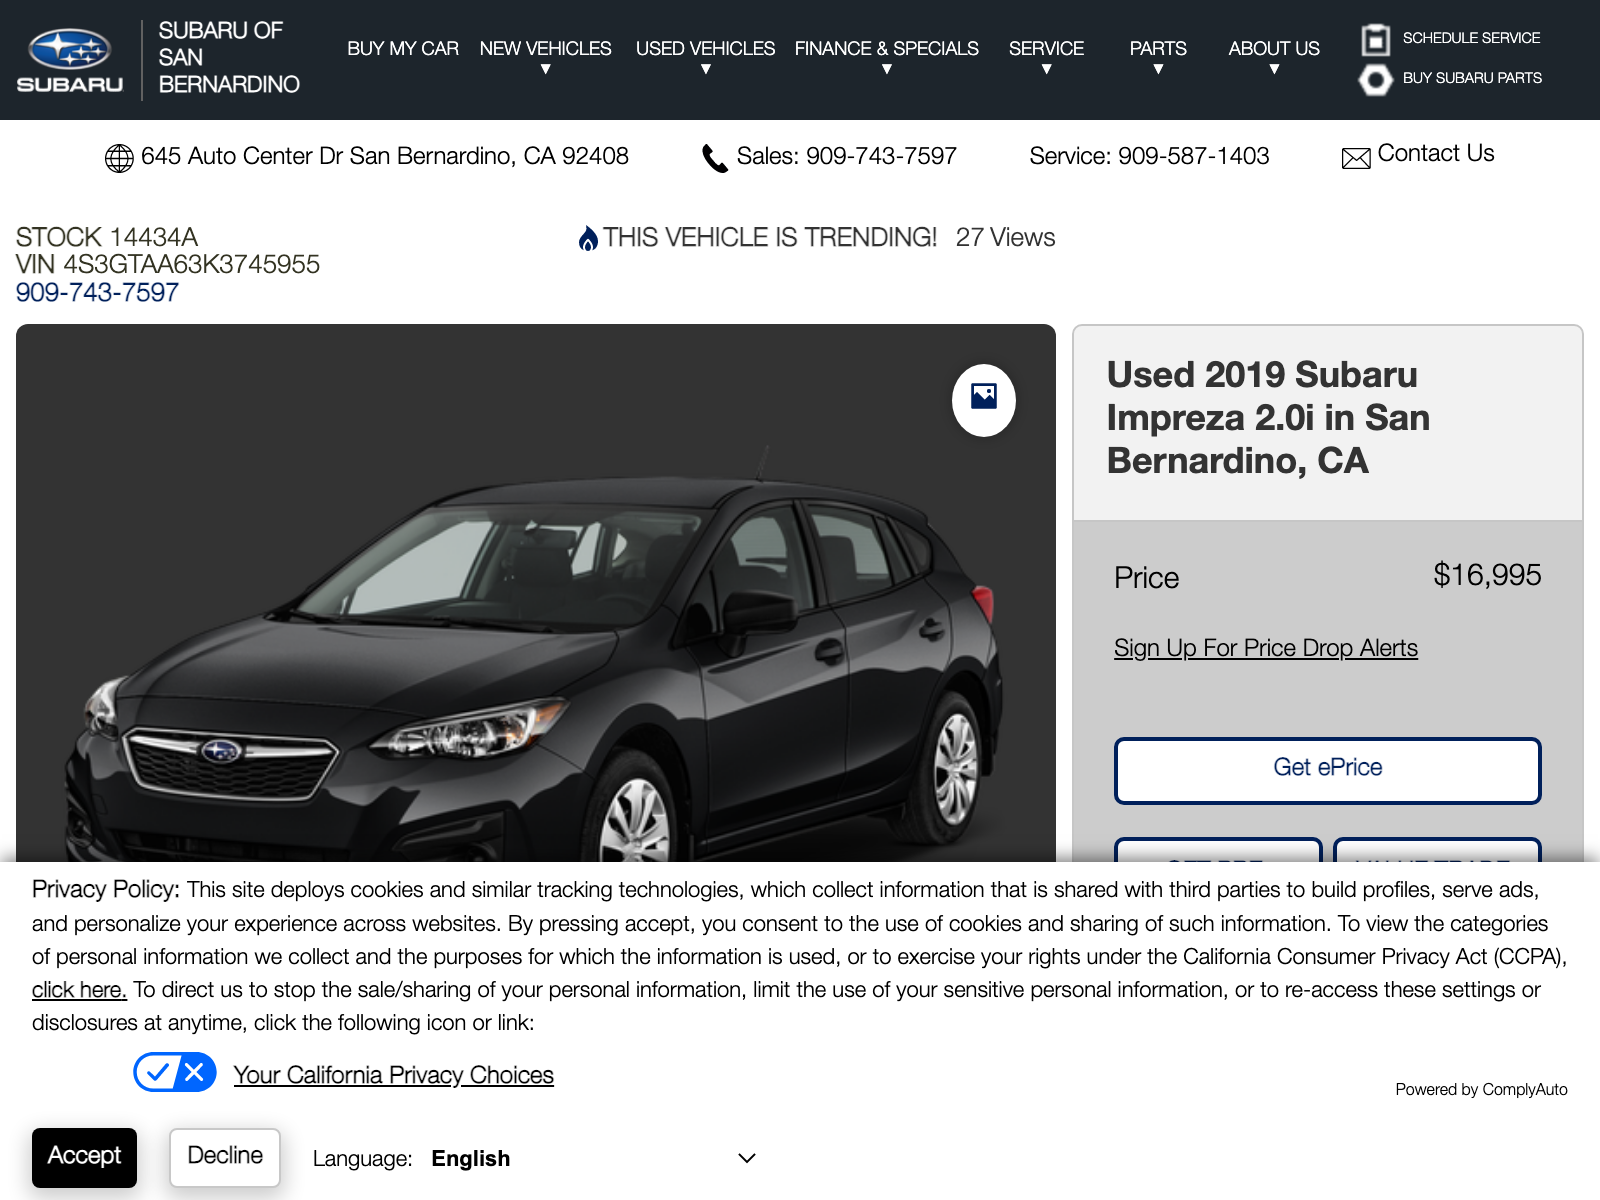 SUBARU
SUBARU OF
SAN
BERNARDINO
BUY MY CAR
NEW VEHICLES
USED VEHICLES
FINANCE & SPECIALS
SERVICE
PARTS
ABOUT US
SCHEDULE SERVICE
BUY SUBARU PARTS
645 Auto Center Dr San Bernardino, CA 92408
Sales: 909-743-7597
Service: 909-587-1403
Contact Us
STOCK 14434A
VIN 4S3GTAA63K3745955
909-743-7597
THIS VEHICLE IS TRENDING! 27 Views
Used 2019 Subaru
Impreza 2.0i in San
Bernardino, CA
Price $16,995
Sign Up For Price Drop Alerts
Get ePrice
Privacy Policy: This site deploys cookies and similar tracking technologies, which collect information that is shared with third parties to build profiles, serve ads,
and personalize your experience across websites. By pressing accept, you consent to the use of cookies and sharing of such information. To view the categories
of personal information we collect and the purposes for which the information is used, or to exercise your rights under the California Consumer Privacy Act (CCPA),
click here. To direct us to stop the sale/sharing of your personal information, limit the use of your sensitive personal information, or to re-access these settings or
disclosures at anytime, click the following icon or link:
Your California Privacy Choices
Powered by ComplyAuto
Accept
Decline
Language: English